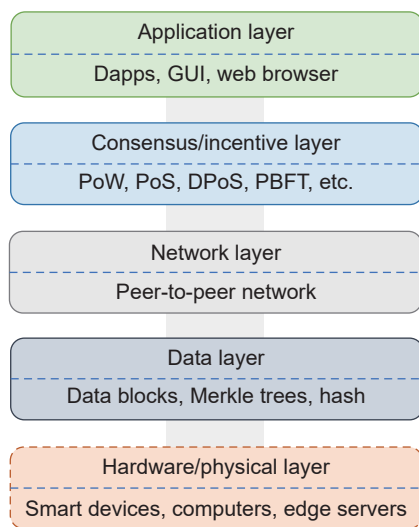 Application layer
Dapps, GUI, web browser
Consensus/incentive layer
PoW, PoS, DPoS, PBFT, etc.
Network layer
Peer-to-peer network
Data layer
Data blocks, Merkle trees, hash
Hardware/physical layer
Smart devices, computers, edge servers